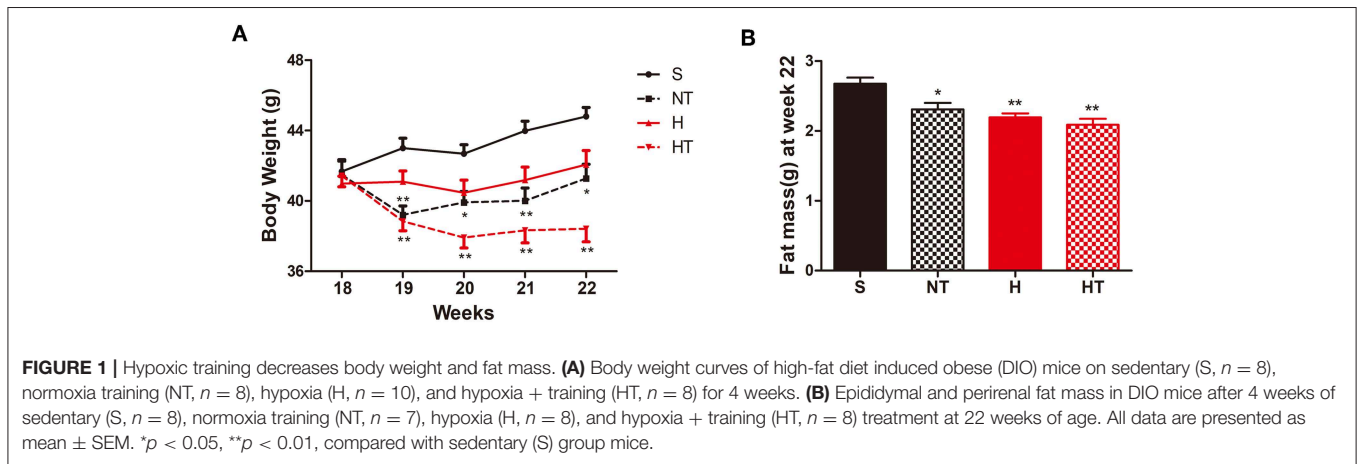 A
48
44
40
36
Body Weight (g)
18 19 20 21 22
Weeks
S
NT
H
HT
** * ** *
** ** ** **
B
3
2
1
0
Fat mass(g) at week 22
* ** **
S NT H HT
FIGURE 1 | Hypoxic training decreases body weight and fat mass. (A) Body weight curves of high-fat diet induced obese (DIO) mice on sedentary (S, n = 8),
normoxia training (NT, n = 8), hypoxia (H, n = 10), and hypoxia + training (HT, n = 8) for 4 weeks. (B) Epididymal and perirenal fat mass in DIO mice after 4 weeks of
sedentary (S, n = 8), normoxia training (NT, n = 7), hypoxia (H, n = 8), and hypoxia + training (HT, n = 8) treatment at 22 weeks of age. All data are presented as
mean ± SEM. *p < 0.05, **p < 0.01, compared with sedentary (S) group mice.